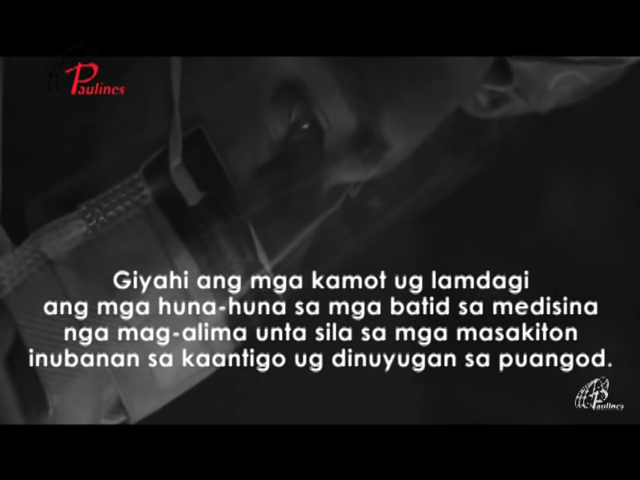 Paulines
Giyahi ang mga kamot ug lamdagi
ang mga huna-huna sa mga batid sa medisina
nga mag-alima unta sila sa mga masakiton
inubanan sa kaantigo ug dinuyugan sa puangod.
Paulines